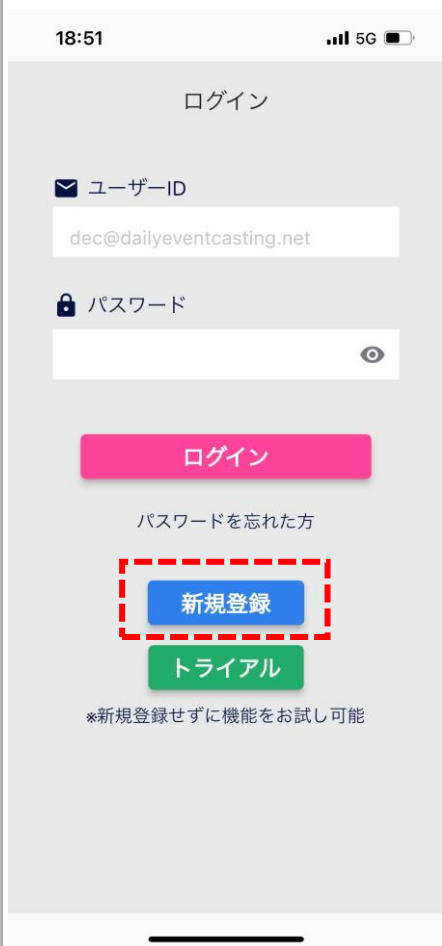 18:51 5G
ログイン
ユーザーID
dec@dailyeventcasting.net
パスワード
ログイン
パスワードを忘れた方
新規登録
トライアル
※新規登録せずに機能をお試し可能